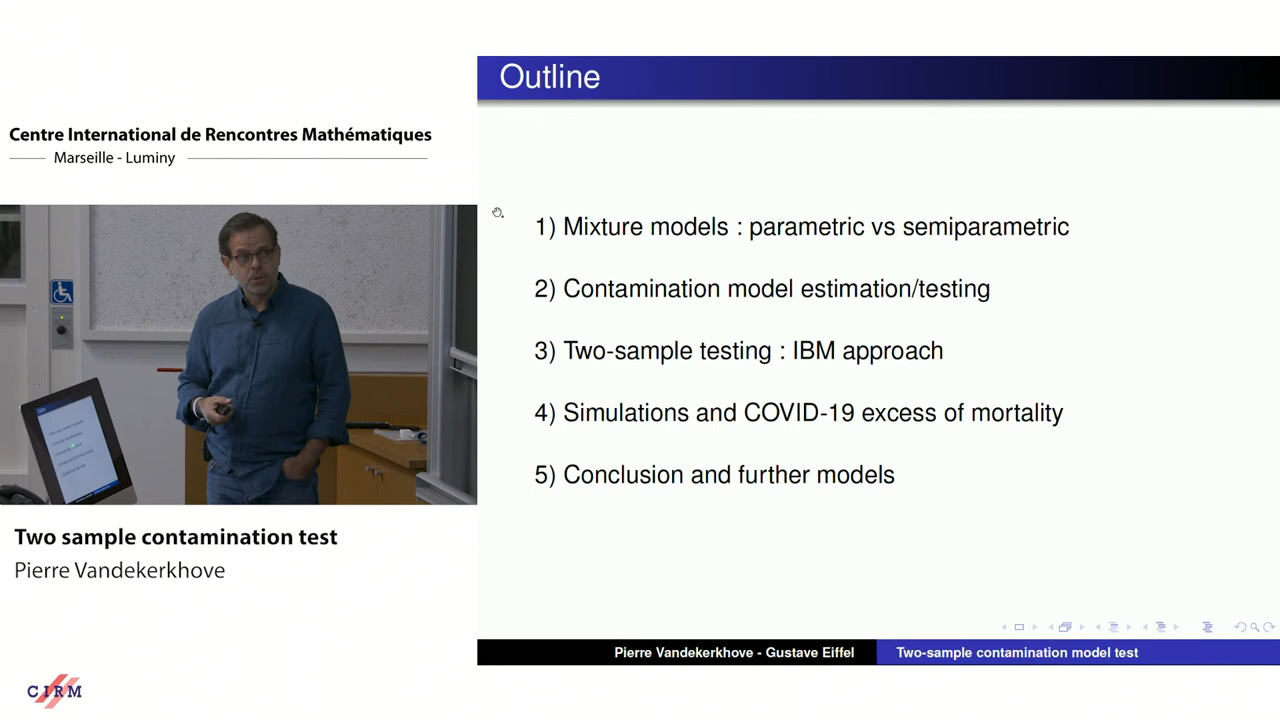 Centre International de Rencontres Mathématiques
Marseille - Luminy
Two sample contamination test
Pierre Vandekerkhove
CIRM
Outline
1) Mixture models : parametric vs semiparametric
2) Contamination model estimation/testing
3) Two-sample testing : IBM approach
4) Simulations and COVID-19 excess of mortality
5) Conclusion and further models
Pierre Vandekerkhove - Gustave Eiffel
Two-sample contamination model test